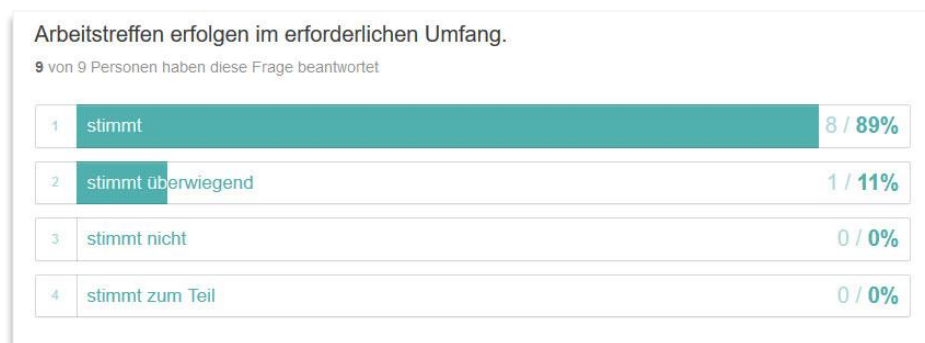 Arbeitstreffen erfolgen im erforderlichen Umfang.
9 von 9 Personen haben diese Frage beantwortet
1 stimmt 8 / 89%
2 stimmt überwiegend 1 / 11%
3 stimmt nicht 0 / 0%
4 stimmt zum Teil 0 / 0%